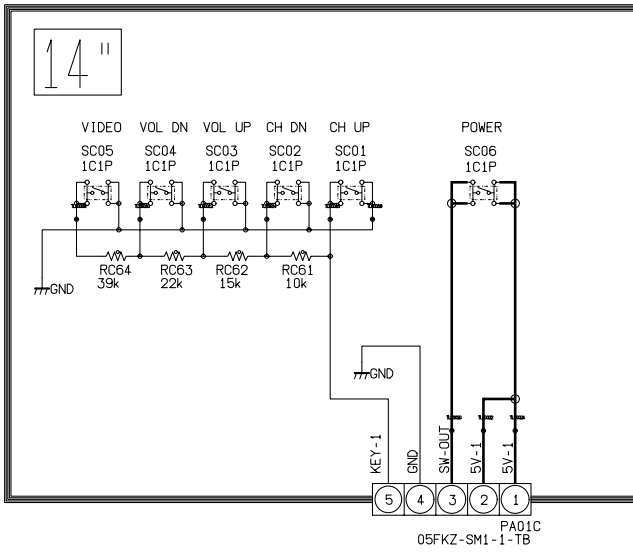 14"
VIDEO VOL DN VOL UP CH DN CH UP POWER
SC05 SC04 SC03 SC02 SC01 SC06
1C1P 1C1P 1C1P 1C1P 1C1P 1C1P
RC64 RC63 RC62 RC61
39k 22k 15k 10k
GND
GND
KEY-1 GND SW-OUT 5V-1 5V-1
5 4 3 2 1
PA01C
05FKZ-SM1-1-TB